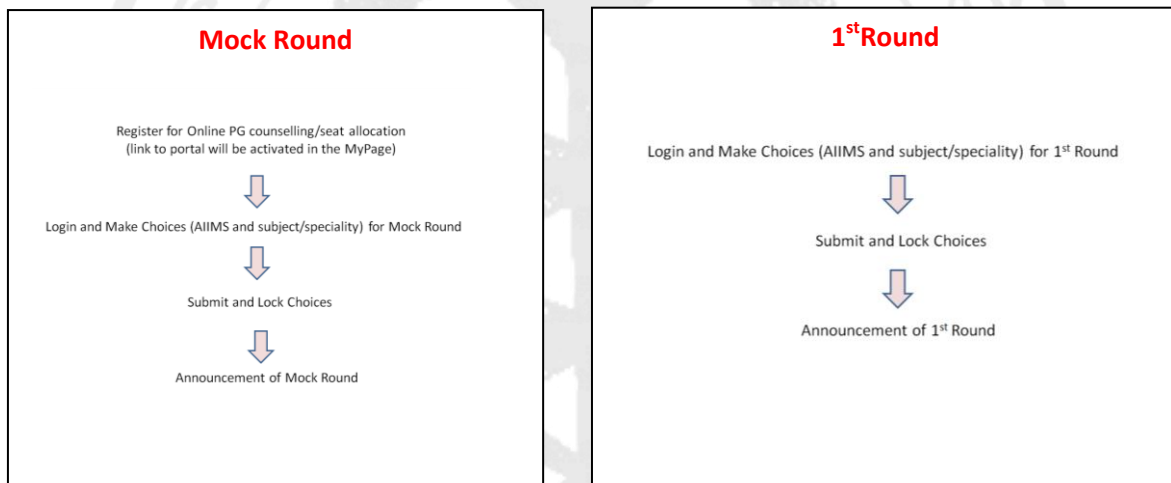 Mock Round
Register for Online PG counselling/seat allocation
(link to portal will be activated in the MyPage)
Login and Make Choices (AIIMS and subject/speciality) for Mock Round
Submit and Lock Choices
Announcement of Mock Round
1stRound
Login and Make Choices (AIIMS and subject/speciality) for 1st Round
Submit and Lock Choices
Announcement of 1st Round